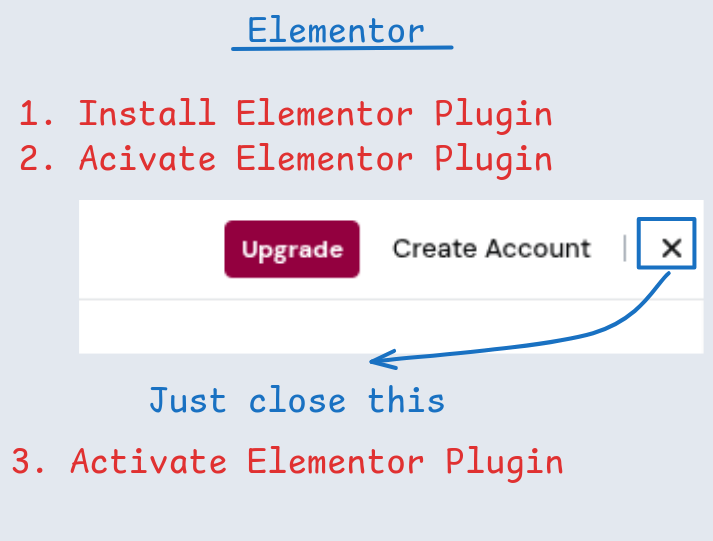 Elementor
1. Install Elementor Plugin
2. Acivate Elementor Plugin
Upgrade Create Account | ×
Just close this
3. Activate Elementor Plugin